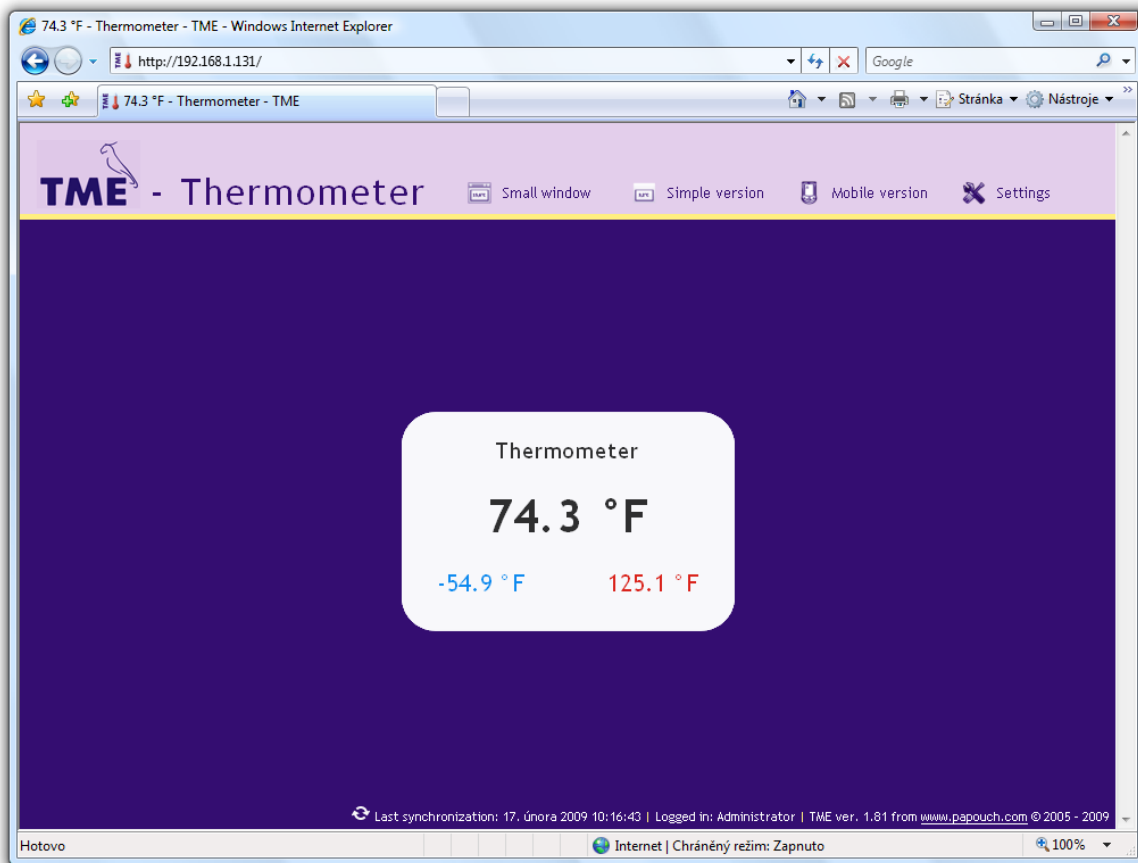 74.3 °F - Thermometer - TME - Windows Internet Explorer
http://192.168.1.131/
Google
74.3 °F - Thermometer - TME
Stránka
Nástroje
TME - Thermometer
Small window
Simple version
Mobile version
Settings
Thermometer
74.3 °F
-54.9 °F
125.1 °F
Last synchronization: 17. února 2009 10:16:43 | Logged in: Administrator | TME ver. 1.81 from www.papouch.com © 2005 - 2009
Hotovo
Internet | Chráněný režim: Zapnuto
100%